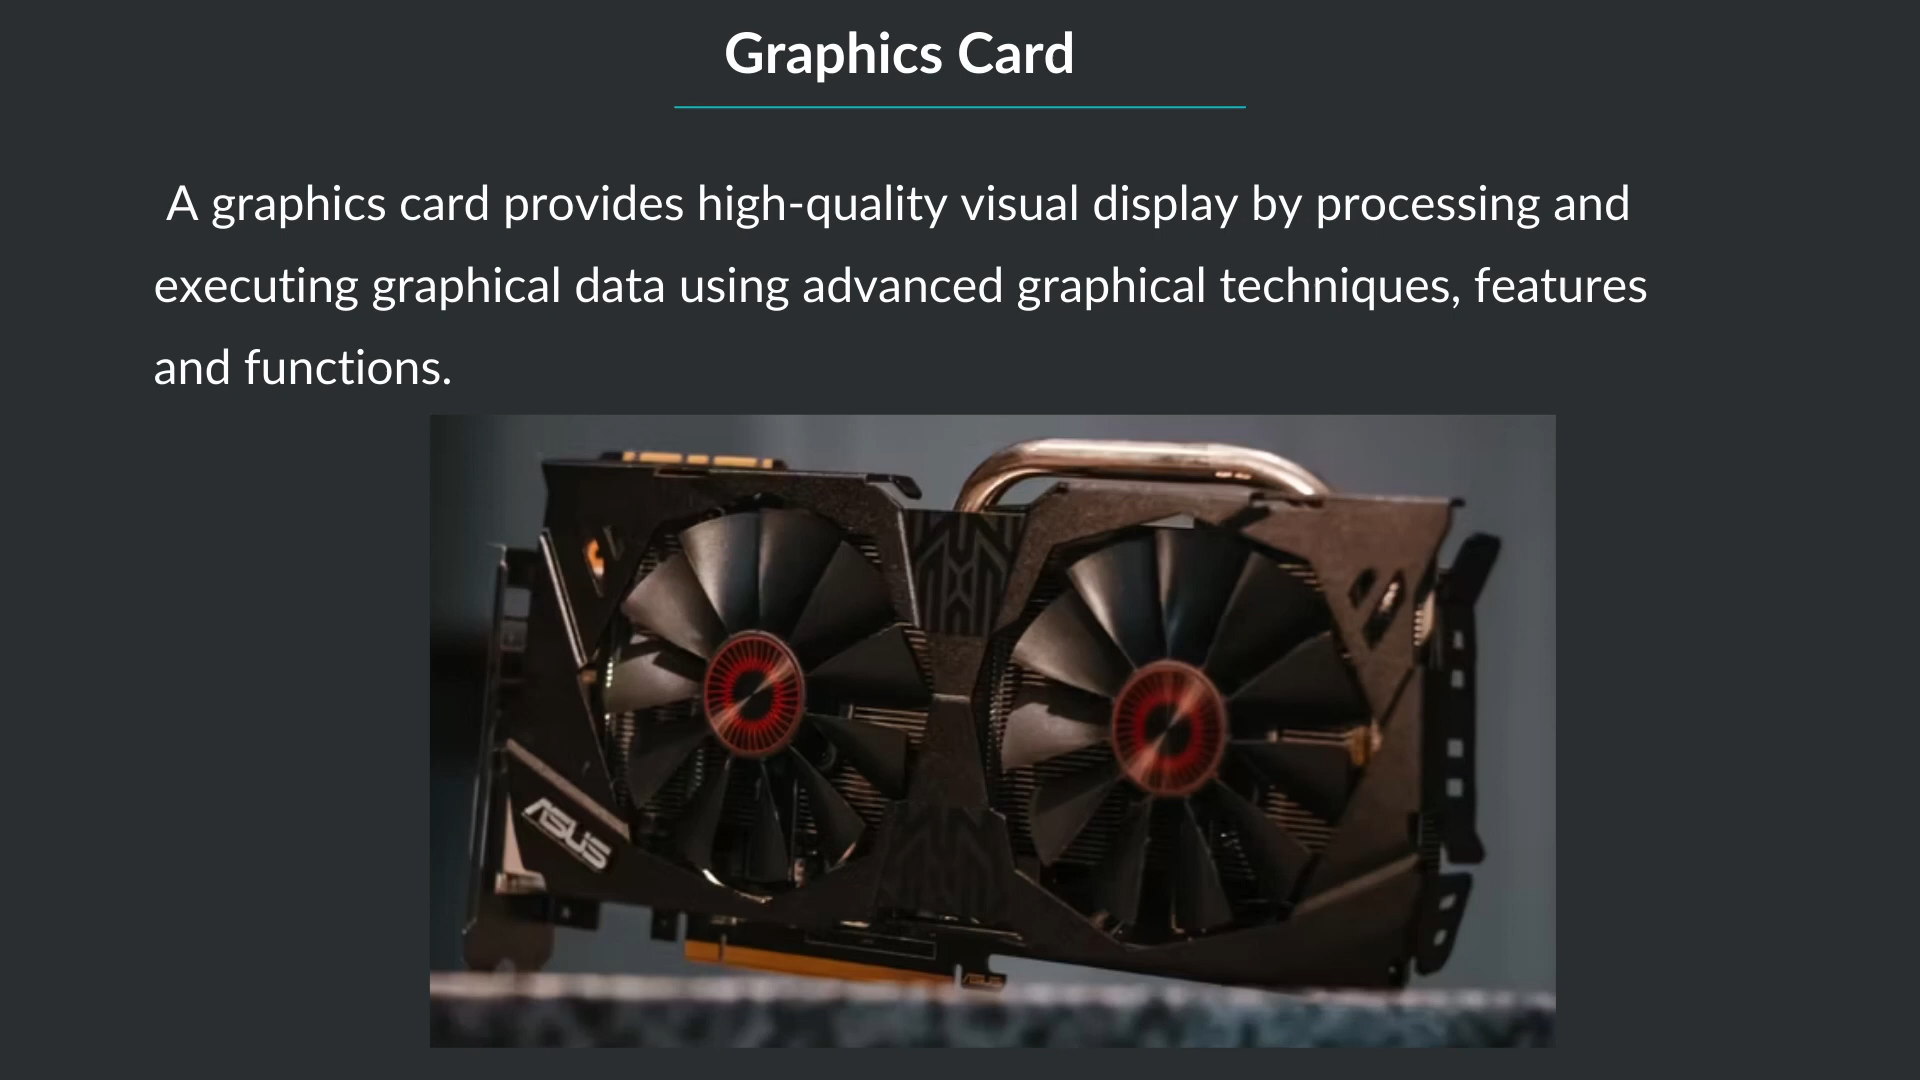 Graphics Card
A graphics card provides high-quality visual display by processing and
executing graphical data using advanced graphical techniques, features
and functions.
ASUS
ASUS